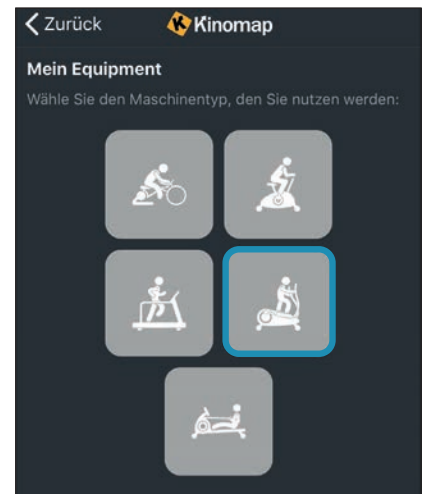 Zurück Kinomap
Mein Equipment
Wähle Sie den Maschinentyp, den Sie nutzen werden: